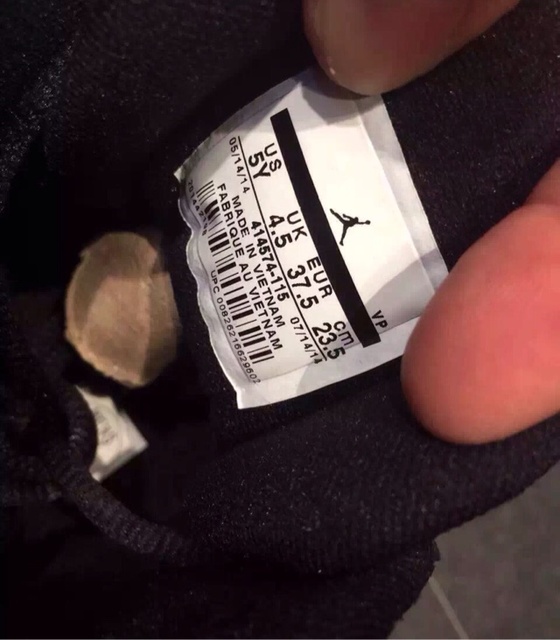 VP
US UK EUR cm
5Y 4.5 37.5 23.5
05/14/14 07/14/14
414574-115
MADE IN VIETNAM
FABRIQUE AU VIETNAM